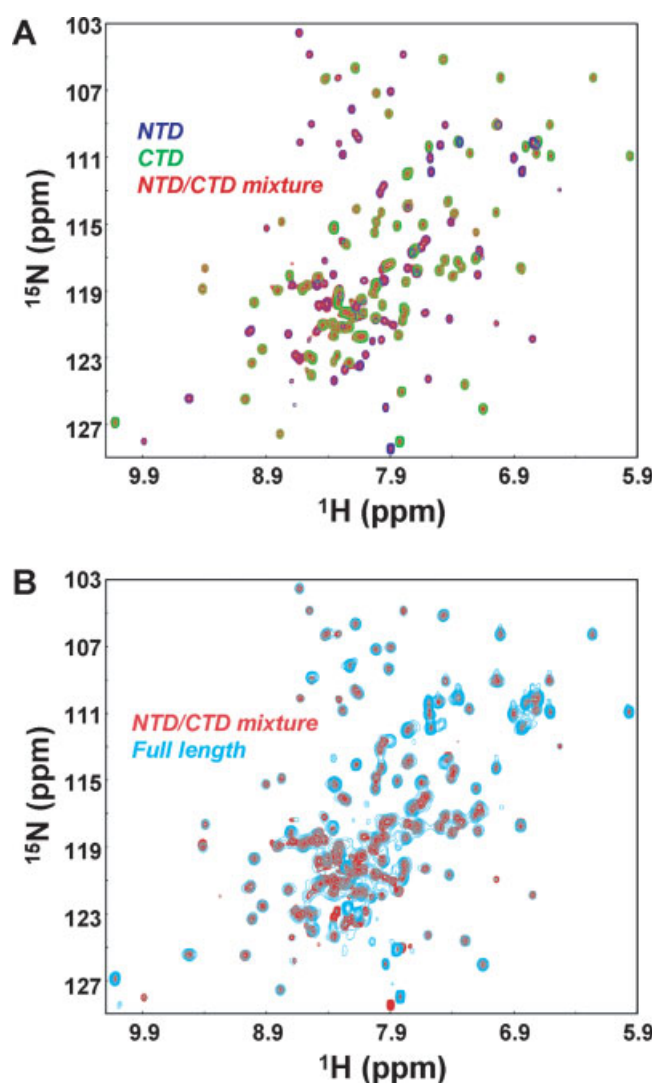 A
103
107
111
115
119
123
127
15N (ppm)
NTD
CTD
NTD/CTD mixture
9.9 8.9 7.9 6.9 5.9
1H (ppm)
B
103
107
111
115
119
123
127
15N (ppm)
NTD/CTD mixture
Full length
9.9 8.9 7.9 6.9 5.9
1H (ppm)